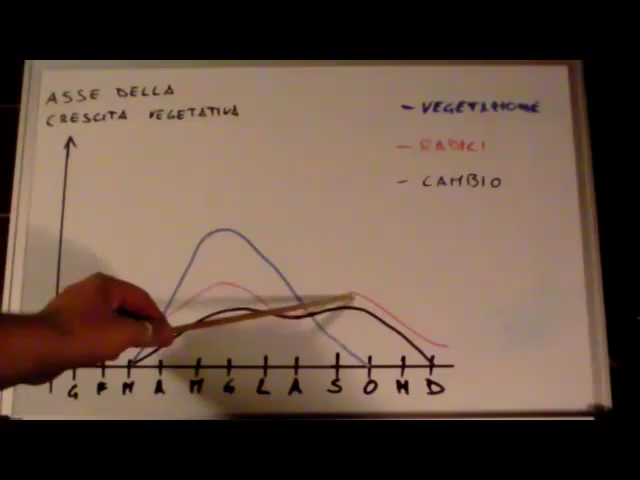 ASSE DELLA
CRESCITA VEGETATIVA
- VEGETAZIONE
- RADICI
- CAMBIO
G F M A M G L A S O N D